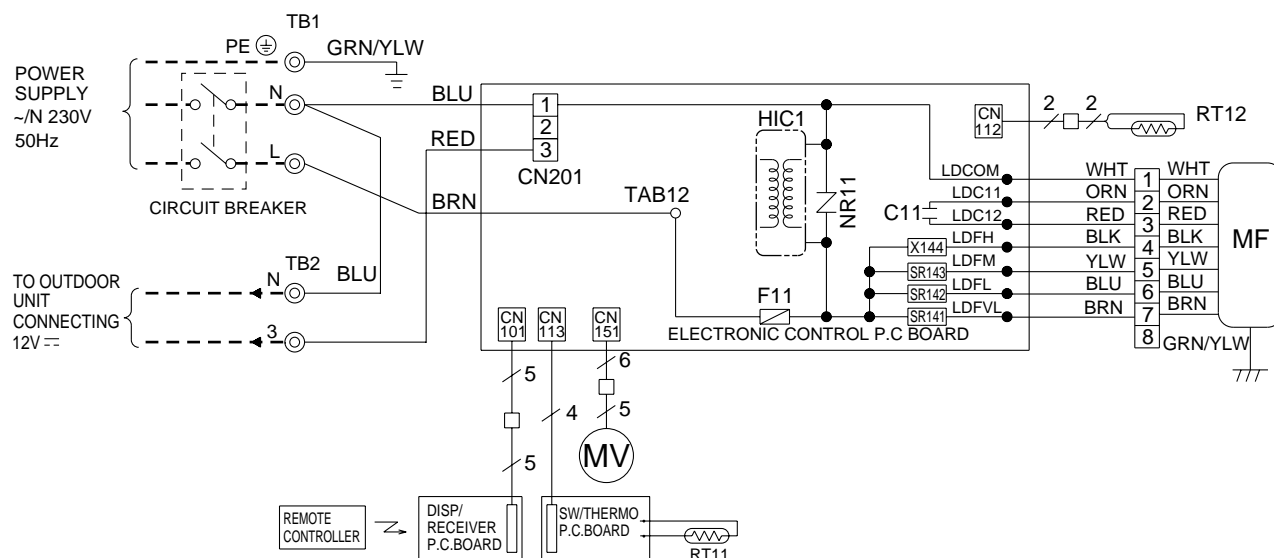 TB1
PE
GRN/YLW
POWER
SUPPLY
~/N 230V
50Hz
N
L
CIRCUIT BREAKER
BLU
RED
BRN
1
2
3
CN201
TAB12
HIC1
NR11
F11
CN
112
2
2
RT12
LDCOM
LDC11
LDC12
LDFH
LDFM
LDFL
LDFVL
C11
X144
SR143
SR142
SR141
ELECTRONIC CONTROL P.C BOARD
WHT 1 WHT
ORN 2 ORN
RED 3 RED
BLK 4 BLK
YLW 5 YLW
BLU 6 BLU
BRN 7 BRN
8 GRN/YLW
MF
TB2
BLU
TO OUTDOOR
UNIT
CONNECTING
12V ⎓
N
3
CN
101
CN
113
CN
151
5
5
4
6
5
MV
REMOTE
CONTROLLER
DISP/
RECEIVER
P.C.BOARD
SW/THERMO
P.C.BOARD
RT11